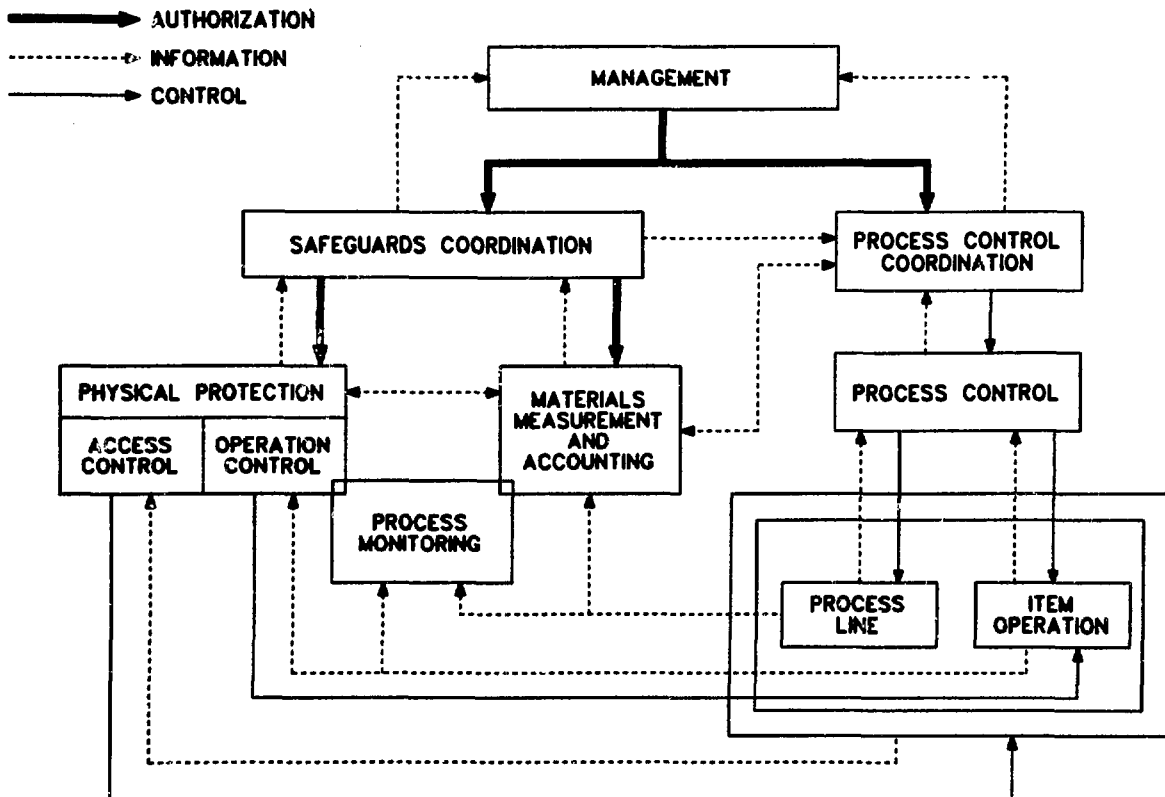 AUTHORIZATION
INFORMATION
CONTROL
MANAGEMENT
SAFEGUARDS COORDINATION
PROCESS CONTROL
COORDINATION
PHYSICAL PROTECTION
ACCESS
CONTROL
OPERATION
CONTROL
MATERIALS
MEASUREMENT
AND
ACCOUNTING
PROCESS CONTROL
PROCESS
MONITORING
PROCESS
LINE
ITEM
OPERATION